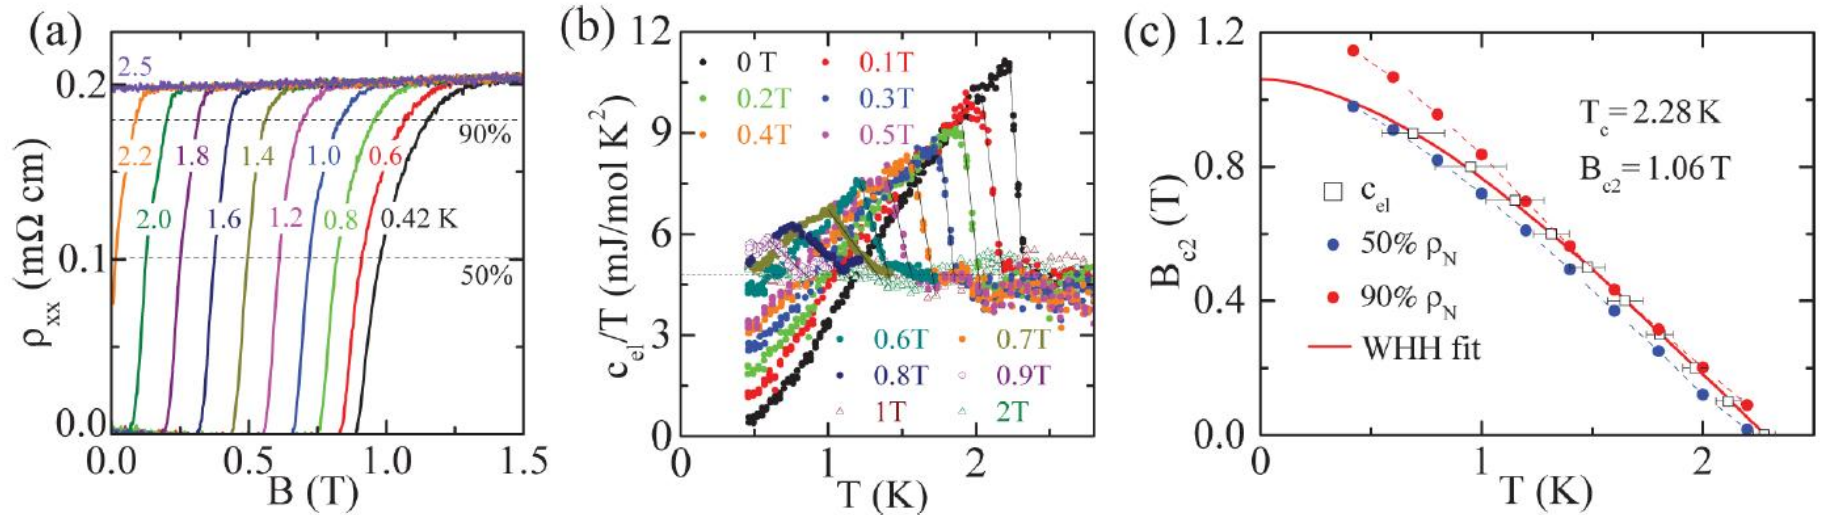 (a)
ρxx (mΩ cm)
0.2
0.1
0.0
2.5
90%
2.2
1.8
1.4
1.0
0.6
2.0
1.6
1.2
0.8
0.42 K
50%
0.0
0.5
1.0
1.5
B (T)
(b)
cel/T (mJ/mol K²)
12
9
6
3
0
0 T
0.1T
0.2T
0.3T
0.4T
0.5T
0.6T
0.7T
0.8T
0.9T
1T
2T
0
1
2
T (K)
(c)
Bc2 (T)
1.2
0.8
0.4
0.0
Tc = 2.28 K
Bc2 = 1.06 T
cel
50% ρN
90% ρN
WHH fit
0
1
2
T (K)